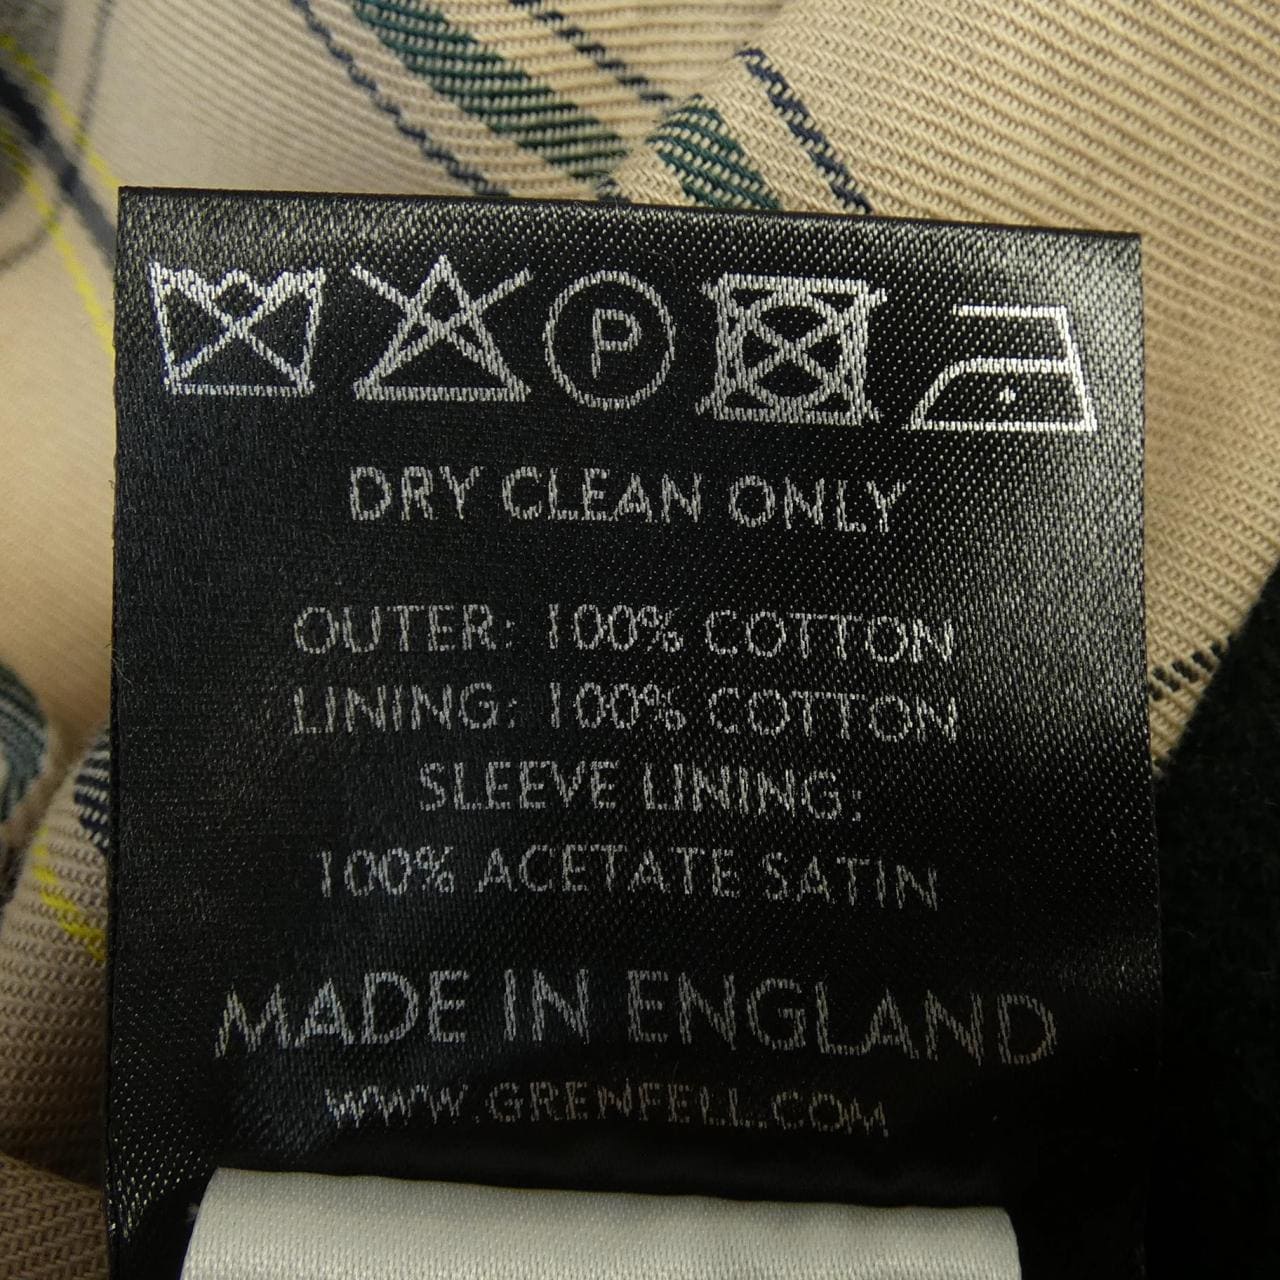 P
DRY CLEAN ONLY
OUTER: 100% COTTON
LINING: 100% COTTON
SLEEVE LINING:
100% ACETATE SATIN
MADE IN ENGLAND
WWW.GRENFELL.COM